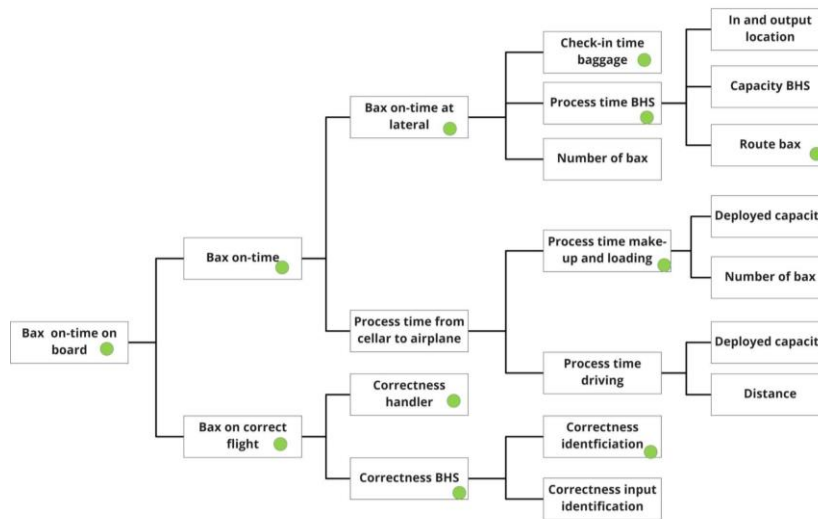 In and output
location
Check-in time
baggage
Capacity BHS
Bax on-time at
lateral
Process time BHS
Route bax
Number of bax
Deployed capacit
Bax on-time
Process time make-
up and loading
Number of bax
Bax on-time on
board
Process time from
cellar to airplane
Deployed capacit
Process time
driving
Correctness
handler
Distance
Bax on correct
flight
Correctness
identficiation
Correctness BHS
Correctness input
identification